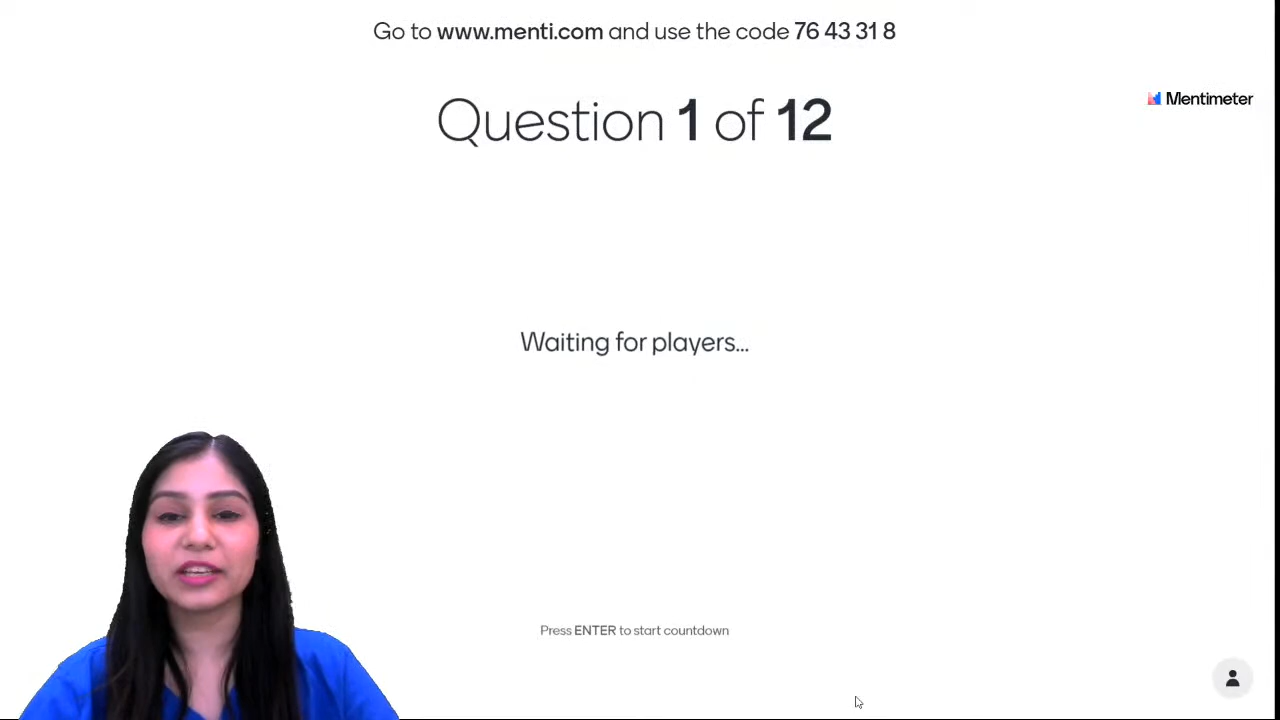 Go to www.menti.com and use the code 76 43 31 8
Mentimeter
Question 1 of 12
Waiting for players...
Press ENTER to start countdown